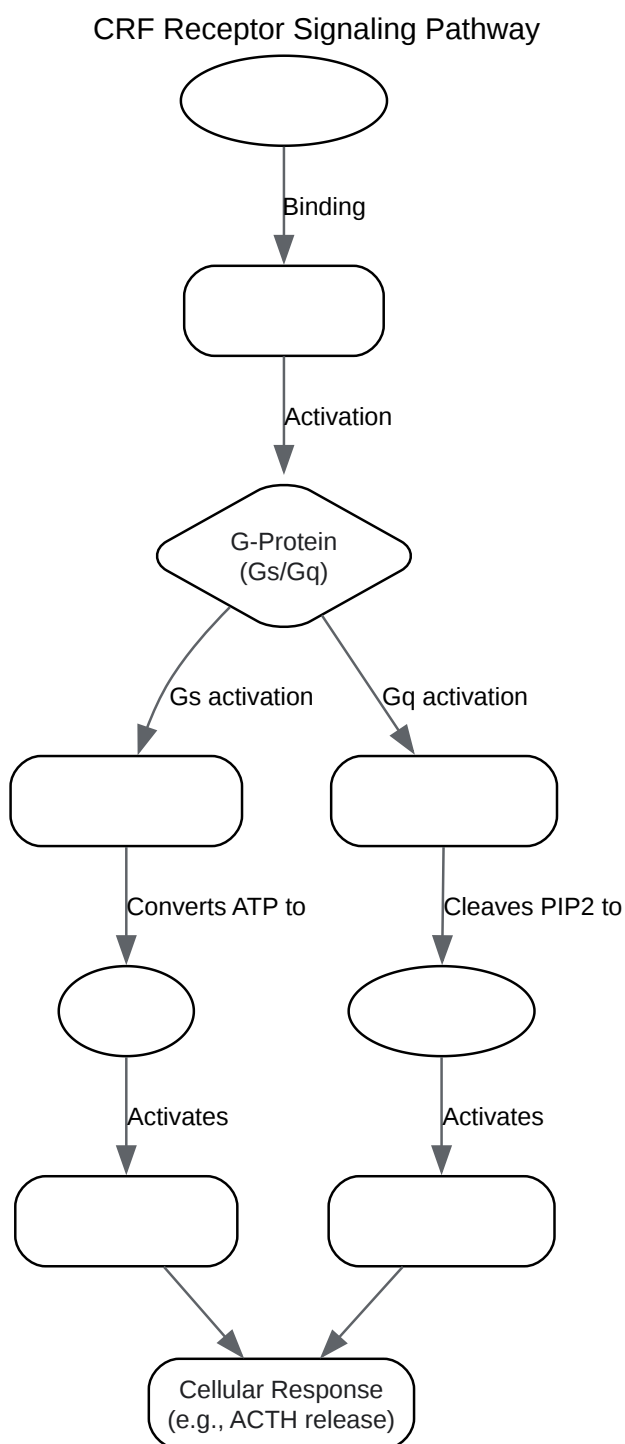 CRF Receptor Signaling Pathway
Binding
Activation
G-Protein
(Gs/Gq)
Gs activation
Gq activation
Converts ATP to
Cleaves PIP2 to
Activates
Activates
Cellular Response
(e.g., ACTH release)